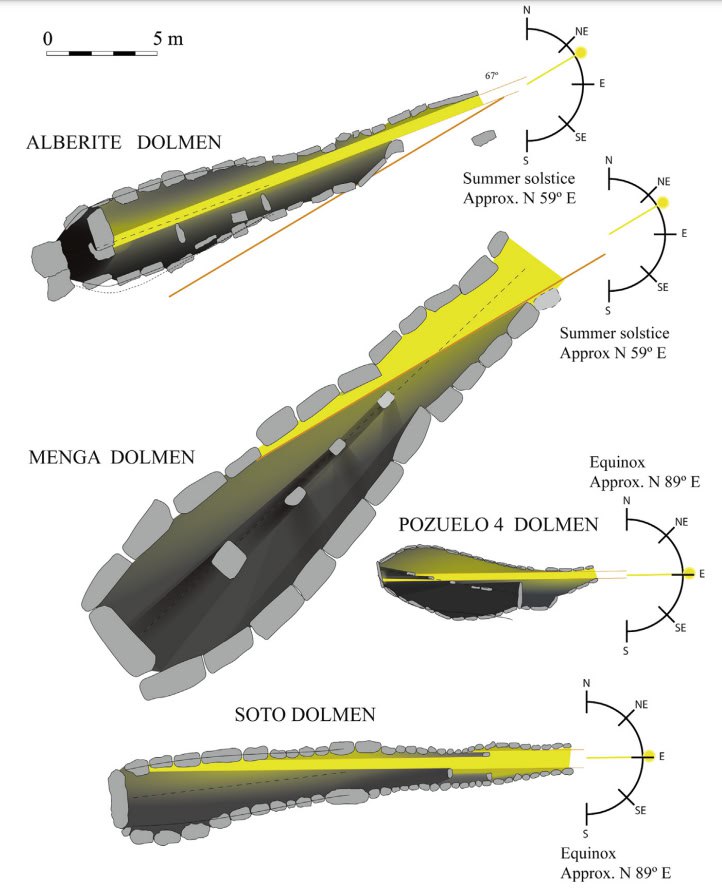 0 5 m
N
NE
67º
E
ALBERITE DOLMEN
SE
S
Summer solstice
Approx. N 59º E
N
NE
E
SE
S
Summer solstice
Approx N 59º E
MENGA DOLMEN
Equinox
Approx. N 89º E
N
NE
POZUELO 4 DOLMEN
E
SE
S
N
NE
SOTO DOLMEN
E
SE
S
Equinox
Approx. N 89º E